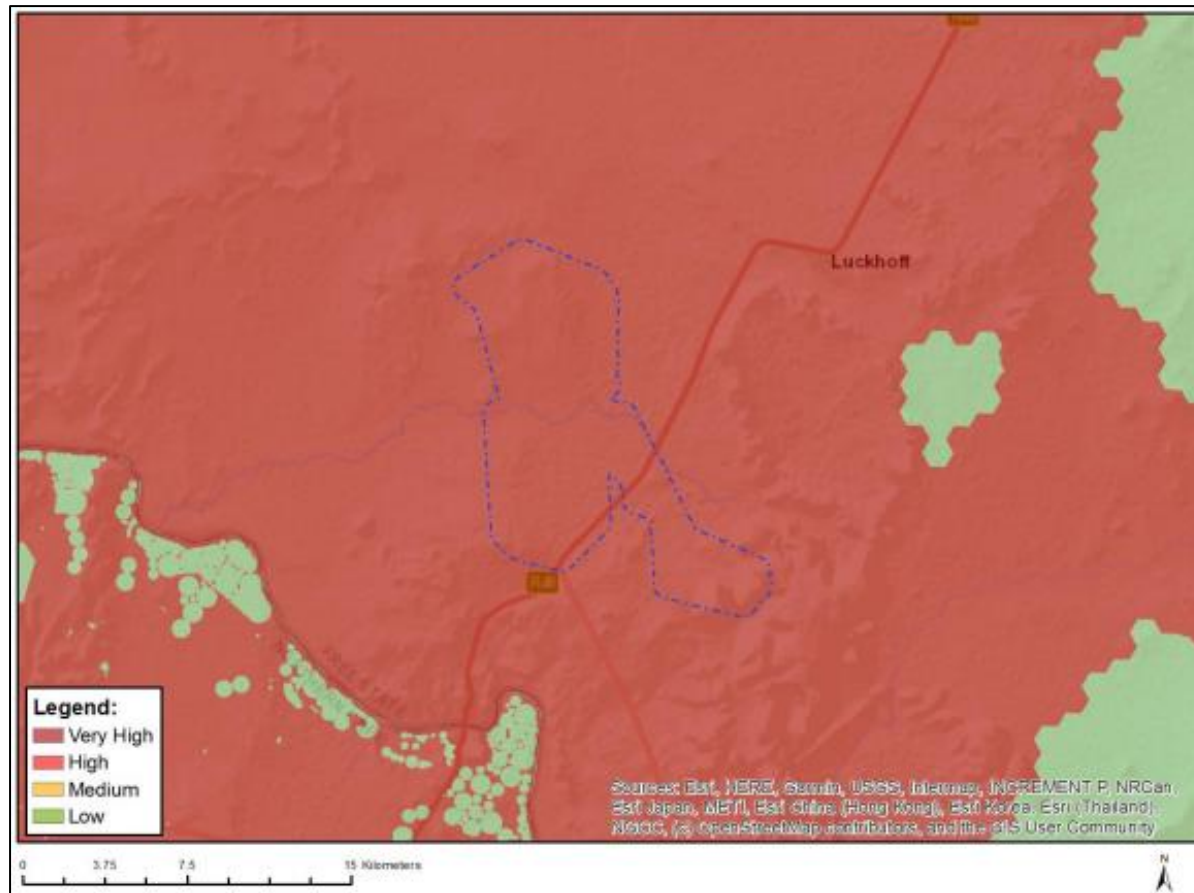 Luckhoff
FREE STATE
Legend:
Very High
High
Medium
Low
Sources: Esri, HERE, Garmin, USGS, Intermap, INCREMENT P, NRCan,
Esri Japan, METI, Esri China (Hong Kong), Esri Korea, Esri (Thailand),
NGCC, (c) OpenStreetMap contributors, and the GIS User Community
0 3.75 7.5 15 Kilometers
N